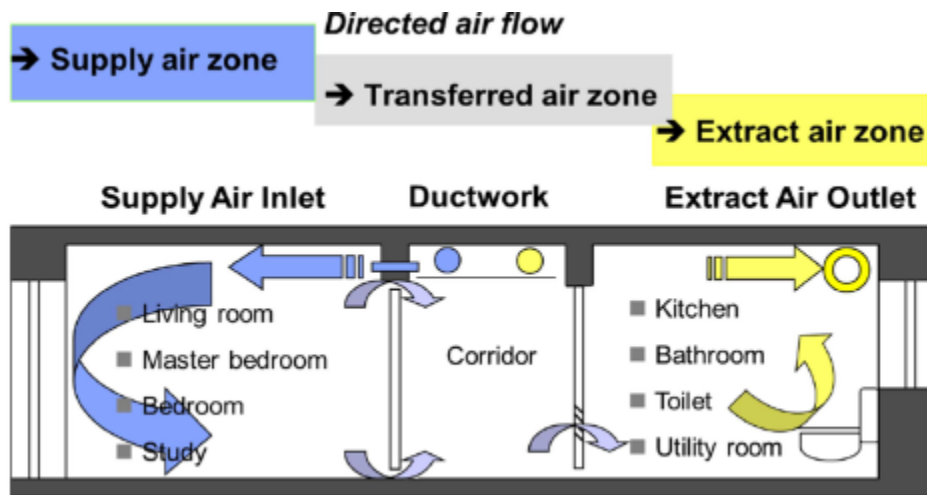 Directed air flow
➔ Supply air zone
➔ Transferred air zone
➔ Extract air zone
Supply Air Inlet
Ductwork
Extract Air Outlet
Living room
Master bedroom
Bedroom
Study
Corridor
Kitchen
Bathroom
Toilet
Utility room